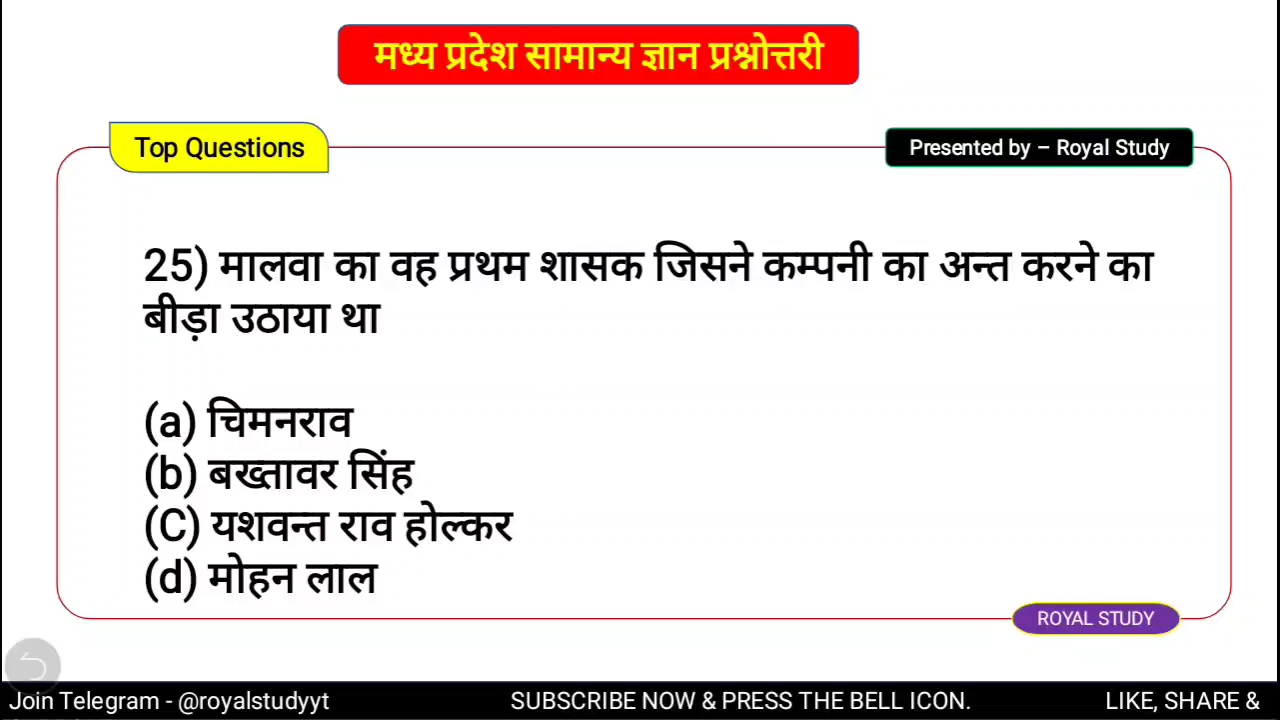 मध्य प्रदेश सामान्य ज्ञान प्रश्नोत्तरी
Top Questions
Presented by – Royal Study
25) मालवा का वह प्रथम शासक जिसने कम्पनी का अन्त करने का
बीड़ा उठाया था
(a) चिमनराव
(b) बख्तावर सिंह
(C) यशवन्त राव होल्कर
(d) मोहन लाल
ROYAL STUDY
Join Telegram - @royalstudyyt
SUBSCRIBE NOW & PRESS THE BELL ICON.
LIKE, SHARE &